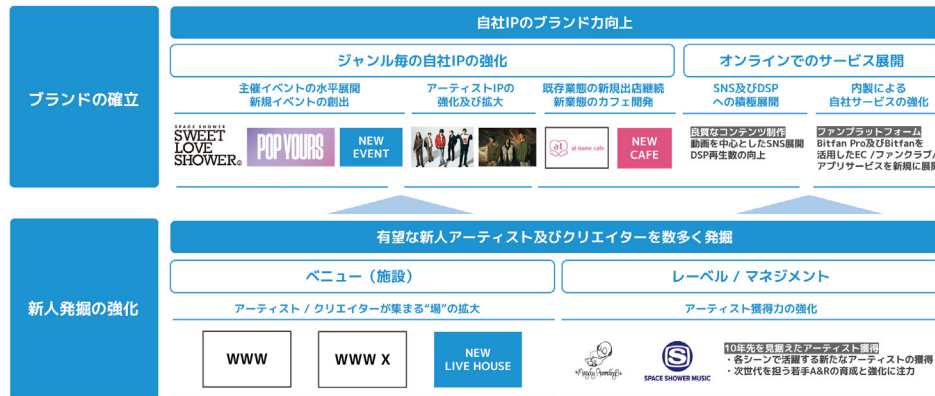 自社IPのブランド力向上
ブランドの確立
ジャンル毎の自社IPの強化
オンラインでのサービス展開
主催イベントの水平展開
新規イベントの創出
アーティストIPの
強化及び拡大
既存業態の新規出店継続
新業態のカフェ開発
SNS及びDSP
への積極展開
内製による
自社サービスの強化
SPACE SHOWER
SWEET
LOVE
SHOWER
POP YOURS
NEW
EVENT
at
at home cafe
NEW
CAFE
良質なコンテンツ制作
動画を中心としたSNS展開
DSP再生数の向上
ファンプラットフォーム
Bitfan Pro及びBitfanを
活用したEC /ファンクラブ/
アプリサービスを新規に展開
有望な新人アーティスト及びクリエイターを数多く発掘
新人発掘の強化
ベニュー（施設）
レーベル / マネジメント
アーティスト / クリエイターが集まる“場”の拡大
アーティスト獲得力の強化
WWW
WWW X
NEW
LIVE HOUSE
SPACE SHOWER MUSIC
10年先を見据えたアーティスト獲得
・各シーンで活躍する新たなアーティストの獲得
・次世代を担う若手A&Rの育成と強化に注力